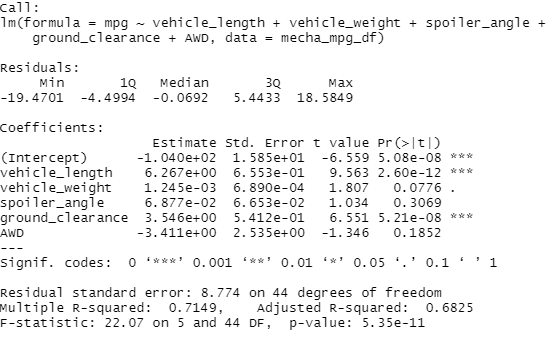 Call:
lm(formula = mpg ~ vehicle_length + vehicle_weight + spoiler_angle +
    ground_clearance + AWD, data = mecha_mpg_df)

Residuals:
     Min       1Q   Median       3Q      Max
-19.4701  -4.4994  -0.0692   5.4433  18.5849

Coefficients:
                   Estimate Std. Error t value Pr(>|t|)
(Intercept)      -1.040e+02  1.585e+01  -6.559 5.08e-08 ***
vehicle_length    6.267e+00  6.553e-01   9.563 2.60e-12 ***
vehicle_weight    1.245e-03  6.890e-04   1.807   0.0776 .
spoiler_angle     6.877e-02  6.653e-02   1.034   0.3069
ground_clearance  3.546e+00  5.412e-01   6.551 5.21e-08 ***
AWD              -3.411e+00  2.535e+00  -1.346   0.1852
---
Signif. codes:  0 ‘***’ 0.001 ‘**’ 0.01 ‘*’ 0.05 ‘.’ 0.1 ‘ ’ 1

Residual standard error: 8.774 on 44 degrees of freedom
Multiple R-squared:  0.7149,    Adjusted R-squared:  0.6825
F-statistic: 22.07 on 5 and 44 DF,  p-value: 5.35e-11